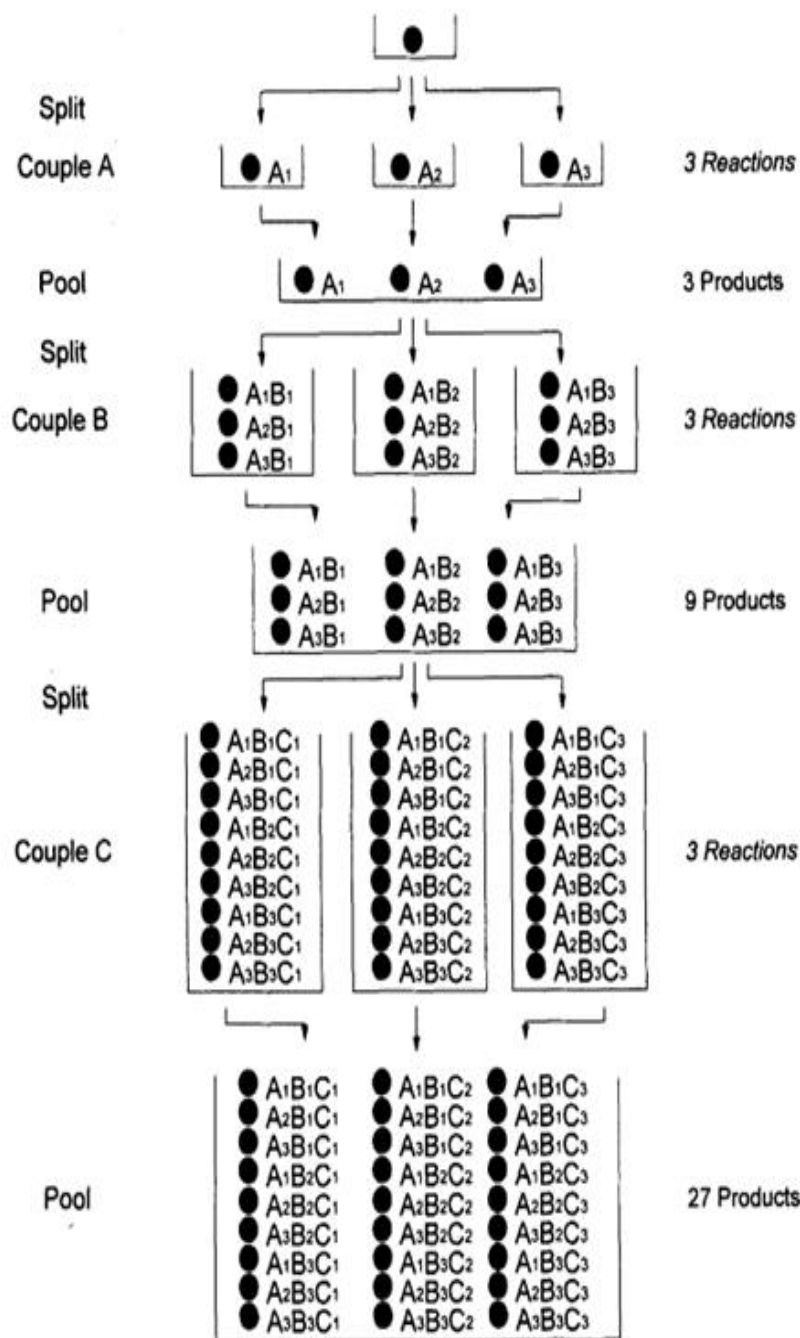 Split
Couple A A₁ A₂ A₃ 3 Reactions
Pool A₁ A₂ A₃ 3 Products
Split
A₁B₁ A₁B₂ A₁B₃
Couple B A₂B₁ A₂B₂ A₂B₃ 3 Reactions
A₃B₁ A₃B₂ A₃B₃
A₁B₁ A₁B₂ A₁B₃
Pool A₂B₁ A₂B₂ A₂B₃ 9 Products
A₃B₁ A₃B₂ A₃B₃
Split
A₁B₁C₁ A₁B₁C₂ A₁B₁C₃
A₂B₁C₁ A₂B₁C₂ A₂B₁C₃
A₃B₁C₁ A₃B₁C₂ A₃B₁C₃
A₁B₂C₁ A₁B₂C₂ A₁B₂C₃
Couple C A₂B₂C₁ A₂B₂C₂ A₂B₂C₃ 3 Reactions
A₃B₂C₁ A₃B₂C₂ A₃B₂C₃
A₁B₃C₁ A₁B₃C₂ A₁B₃C₃
A₂B₃C₁ A₂B₃C₂ A₂B₃C₃
A₃B₃C₁ A₃B₃C₂ A₃B₃C₃
A₁B₁C₁ A₁B₁C₂ A₁B₁C₃
A₂B₁C₁ A₂B₁C₂ A₂B₁C₃
A₃B₁C₁ A₃B₁C₂ A₃B₁C₃
A₁B₂C₁ A₁B₂C₂ A₁B₂C₃
Pool A₂B₂C₁ A₂B₂C₂ A₂B₂C₃ 27 Products
A₃B₂C₁ A₃B₂C₂ A₃B₂C₃
A₁B₃C₁ A₁B₃C₂ A₁B₃C₃
A₂B₃C₁ A₂B₃C₂ A₂B₃C₃
A₃B₃C₁ A₃B₃C₂ A₃B₃C₃